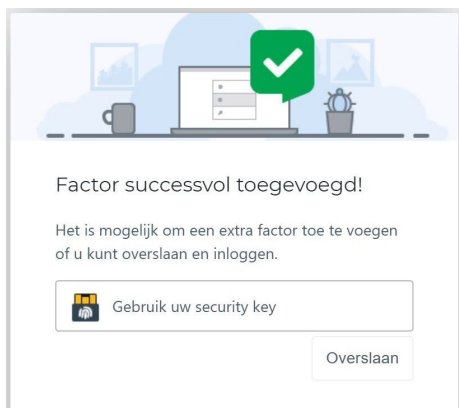 Factor successvol toegevoegd!
Het is mogelijk om een extra factor toe te voegen
of u kunt overslaan en inloggen.
Gebruik uw security key
Overslaan